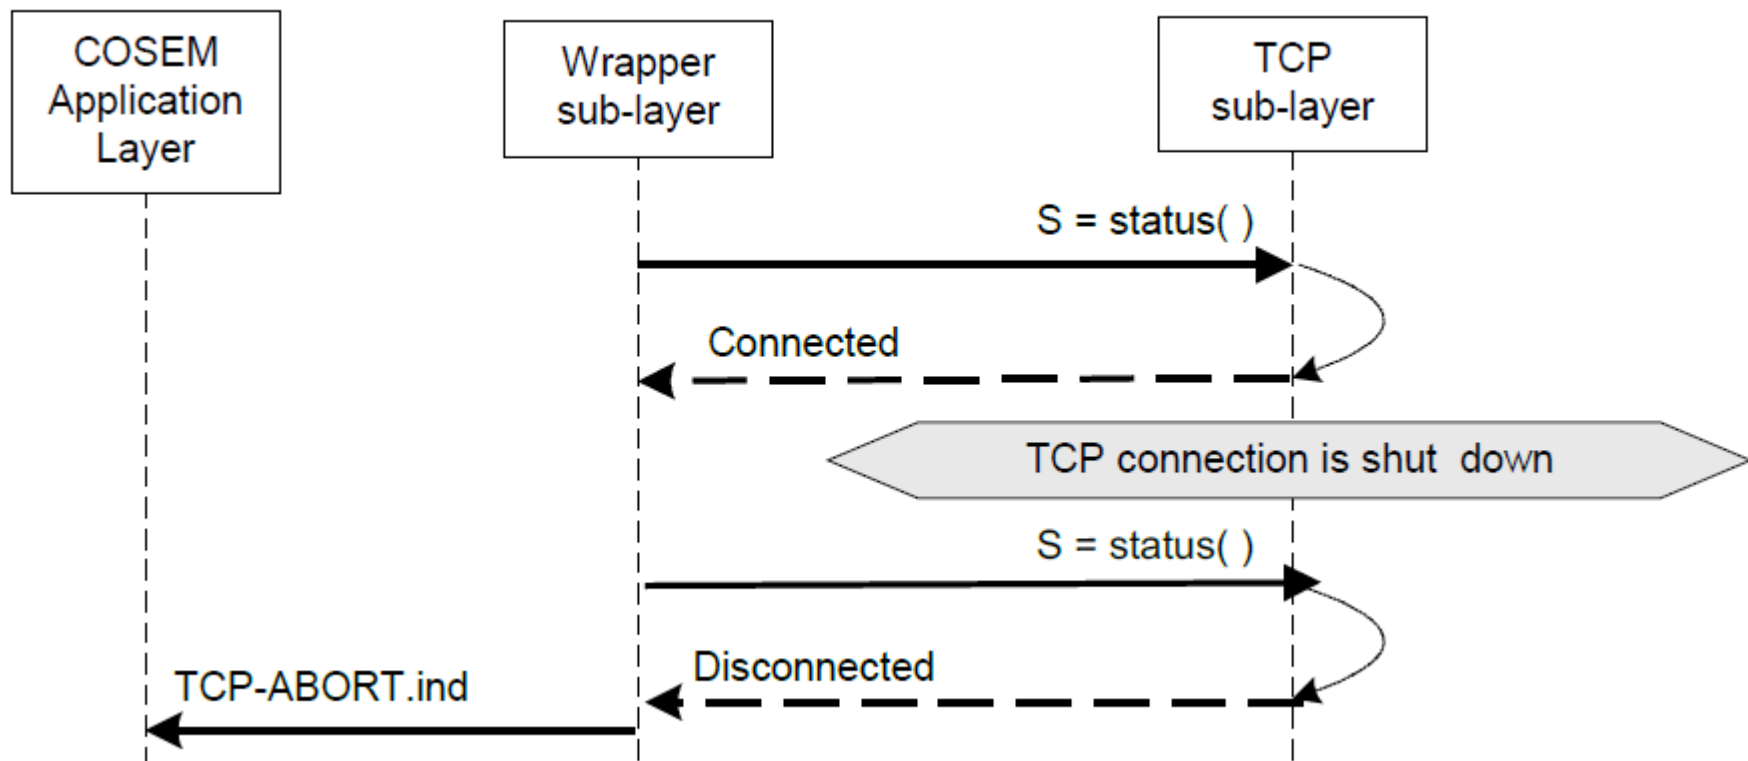 COSEM
Application
Layer
Wrapper
sub-layer
TCP
sub-layer
S = status( )
Connected
TCP connection is shut down
S = status( )
Disconnected
TCP-ABORT.ind